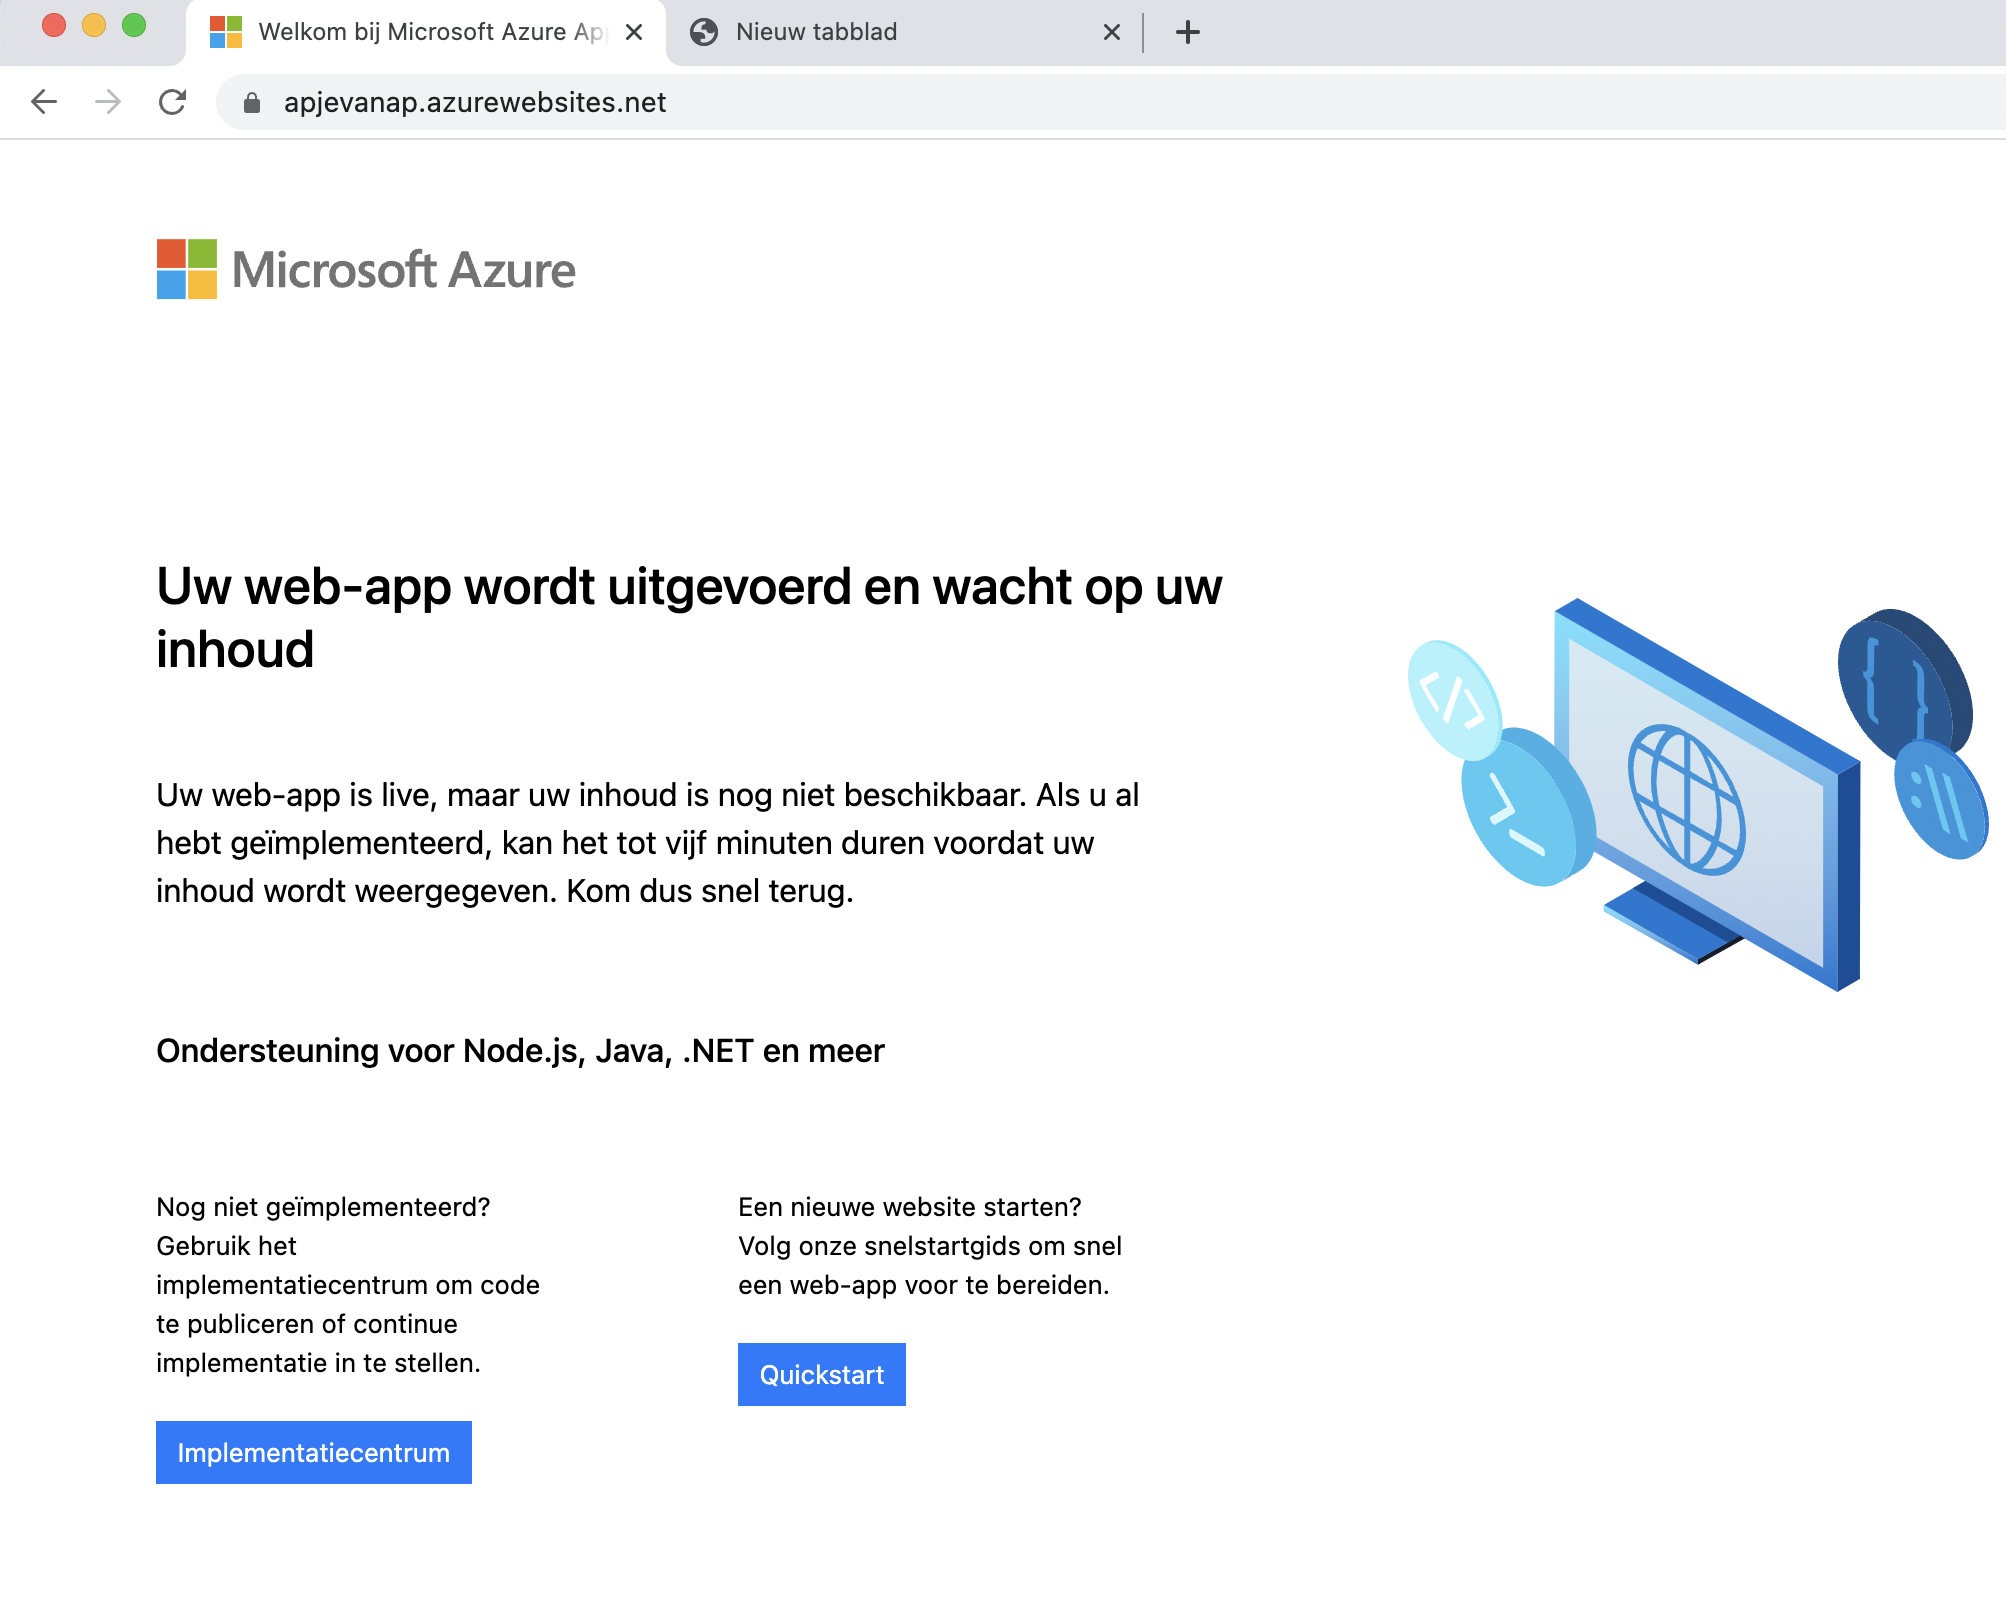 Welkom bij Microsoft Azure Ap
Nieuw tabblad
apjevanap.azurewebsites.net
Microsoft Azure
Uw web-app wordt uitgevoerd en wacht op uw
inhoud
Uw web-app is live, maar uw inhoud is nog niet beschikbaar. Als u al
hebt geïmplementeerd, kan het tot vijf minuten duren voordat uw
inhoud wordt weergegeven. Kom dus snel terug.
Ondersteuning voor Node.js, Java, .NET en meer
Nog niet geïmplementeerd?
Gebruik het
implementatiecentrum om code
te publiceren of continue
implementatie in te stellen.
Implementatiecentrum
Een nieuwe website starten?
Volg onze snelstartgids om snel
een web-app voor te bereiden.
Quickstart